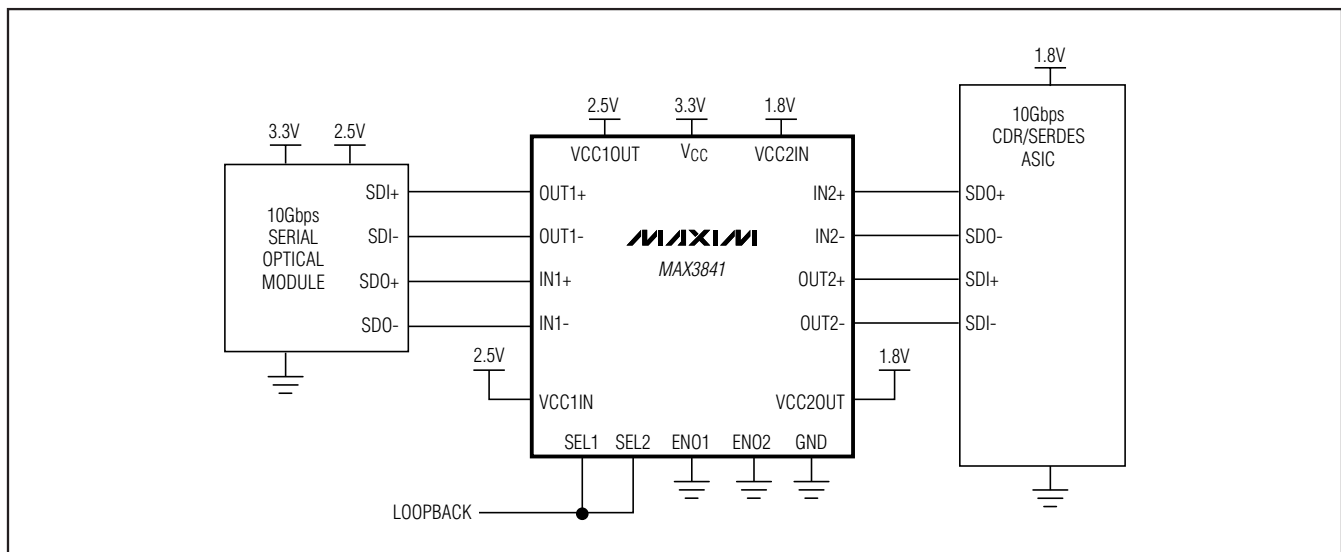 1.8V
2.5V
3.3V
1.8V
3.3V
2.5V
10Gbps
SERIAL
OPTICAL
MODULE
SDI+
SDI-
SDO+
SDO-
VCC1OUT
VCC
VCC2IN
OUT1+
OUT1-
IN1+
IN1-
MAXIM
MAX3841
IN2+
IN2-
OUT2+
OUT2-
10Gbps
CDR/SERDES
ASIC
SDO+
SDO-
SDI+
SDI-
2.5V
1.8V
VCC1IN
VCC2OUT
SEL1
SEL2
ENO1
ENO2
GND
LOOPBACK